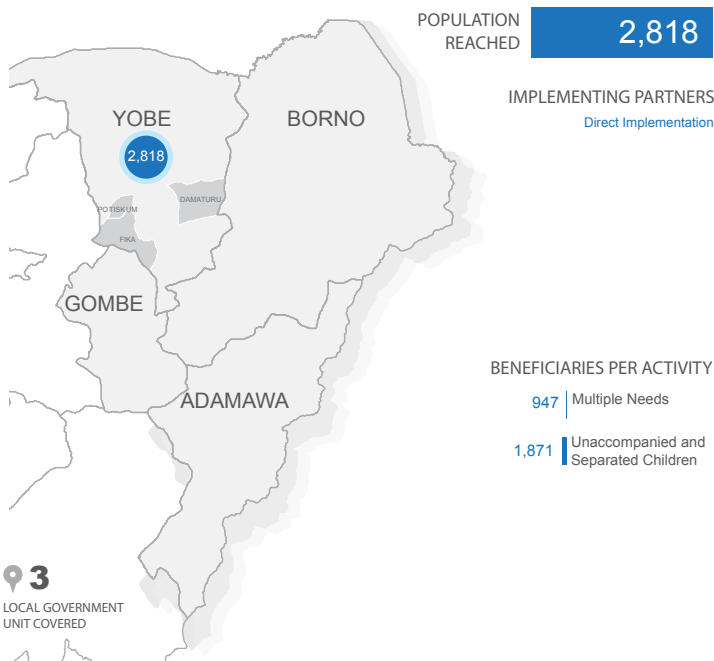 POPULATION
REACHED
2,818
IMPLEMENTING PARTNERS
Direct Implementation
YOBE
BORNO
2,818
POTISKUM
DAMATURU
FIKA
GOMBE
ADAMAWA
BENEFICIARIES PER ACTIVITY
947 Multiple Needs
1,871 Unaccompanied and
Separated Children
3
LOCAL GOVERNMENT
UNIT COVERED